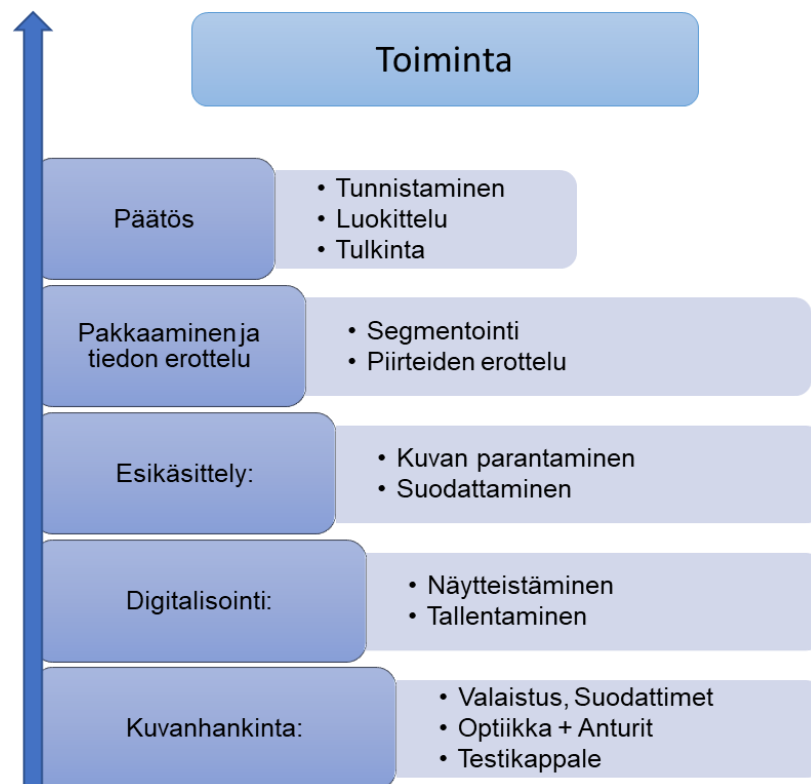 Toiminta
Päätös
• Tunnistaminen
• Luokittelu
• Tulkinta
Pakkaaminen ja
tiedon erottelu
• Segmentointi
• Piirteiden erottelu
Esikäsittely:
• Kuvan parantaminen
• Suodattaminen
Digitalisointi:
• Näytteistäminen
• Tallentaminen
Kuvanhankinta:
• Valaistus, Suodattimet
• Optiikka + Anturit
• Testikappale